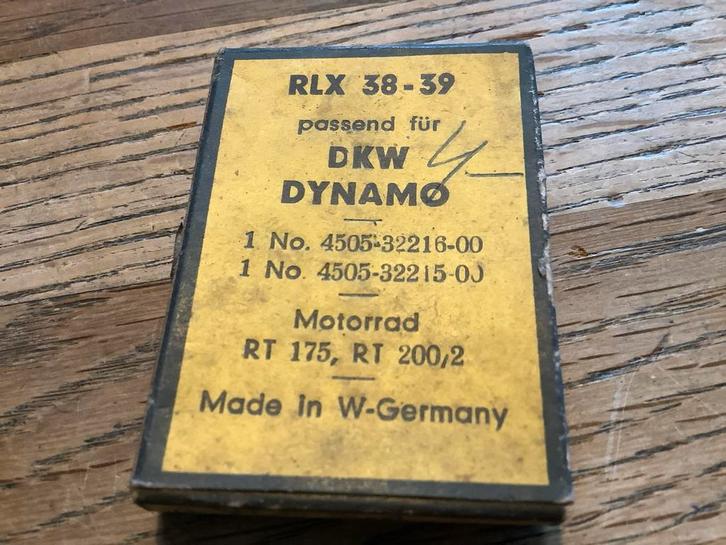 RLX 38-39
passend für
DKW
DYNAMO
1 No. 4505-32216-00
1 No. 4505-32215-00
Motorrad
RT 175, RT 200/2
Made in W-Germany